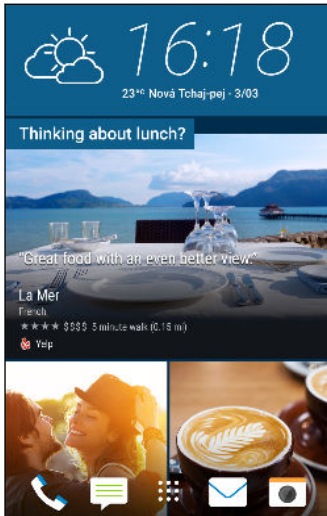 16:18
23°C Nová Tchaj-pej - 3/03
Thinking about lunch?
"Great food with an even better view."
La Mer
French
★★★★ $$$$ 5 minute walk (0.15 mi)
Yelp